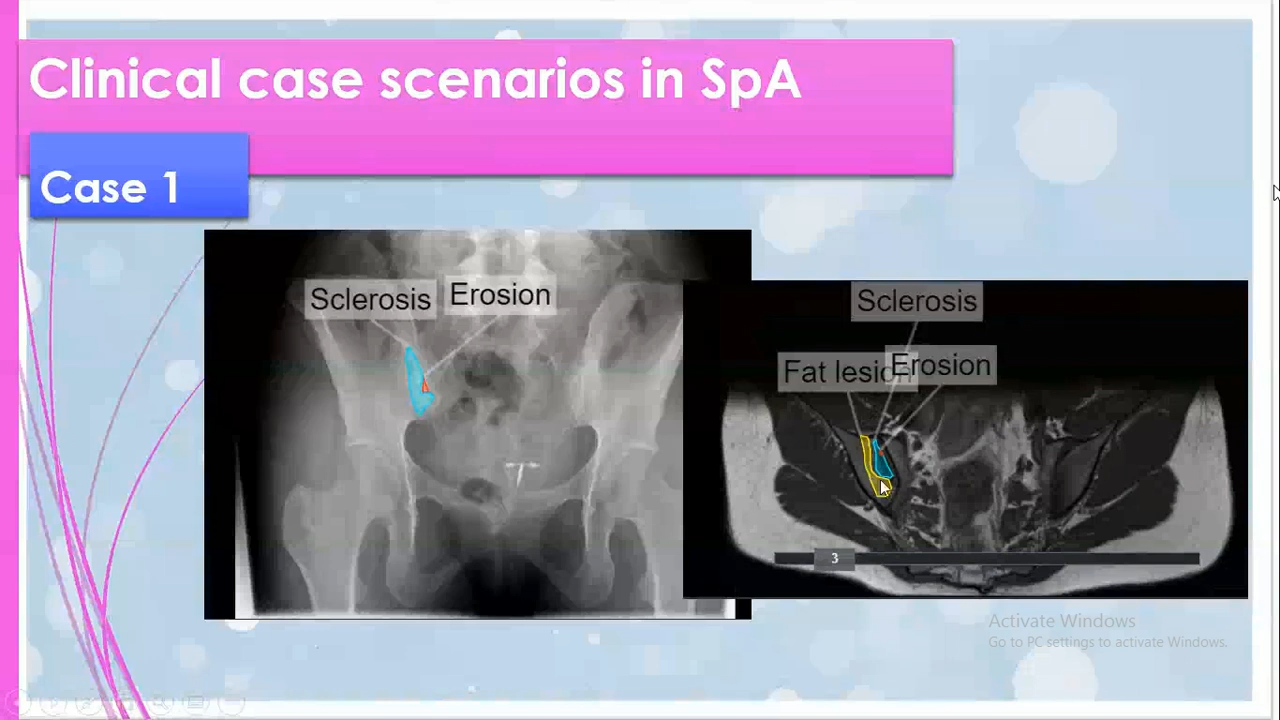 Clinical case scenarios in SpA
Case 1
Sclerosis
Erosion
Sclerosis
Fat lesion
Erosion
3
Activate Windows
Go to PC settings to activate Windows.